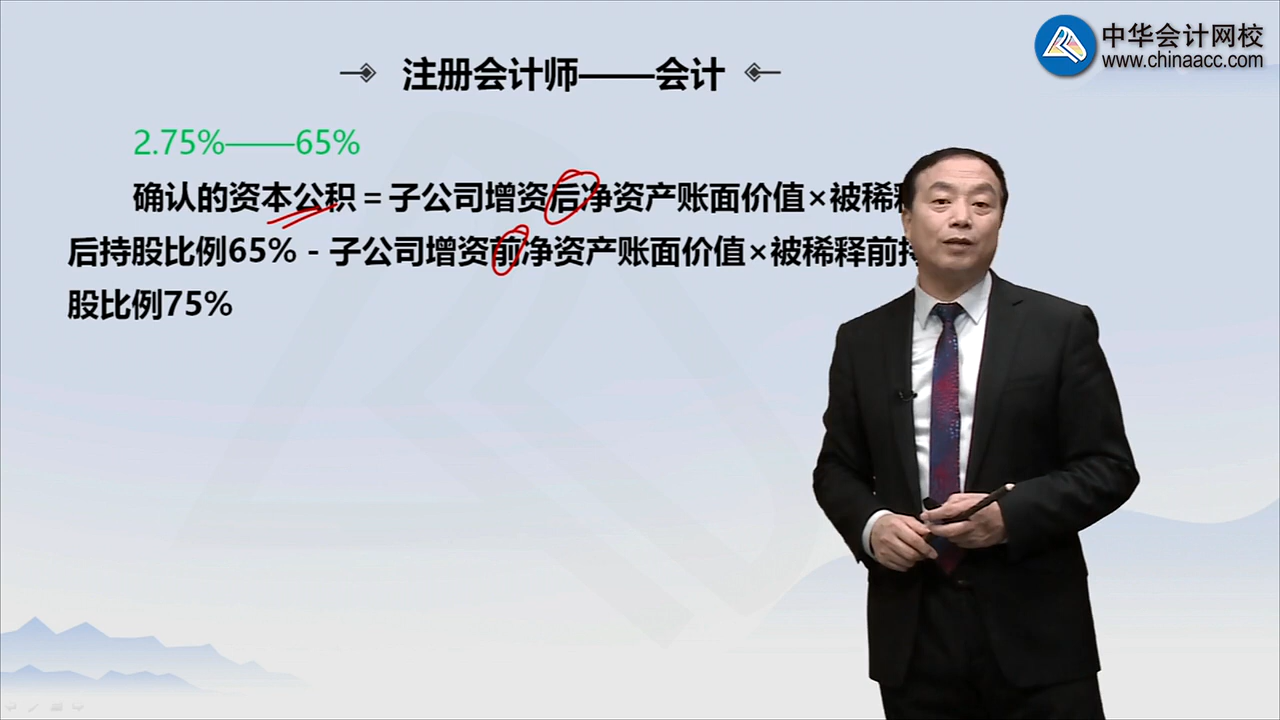 中华会计网校
www.chinaacc.com
注册会计师——会计
2.75%——65%
确认的资本公积＝子公司增资后净资产账面价值×被稀
后持股比例65%－子公司增资前净资产账面价值×被稀释前
股比例75%